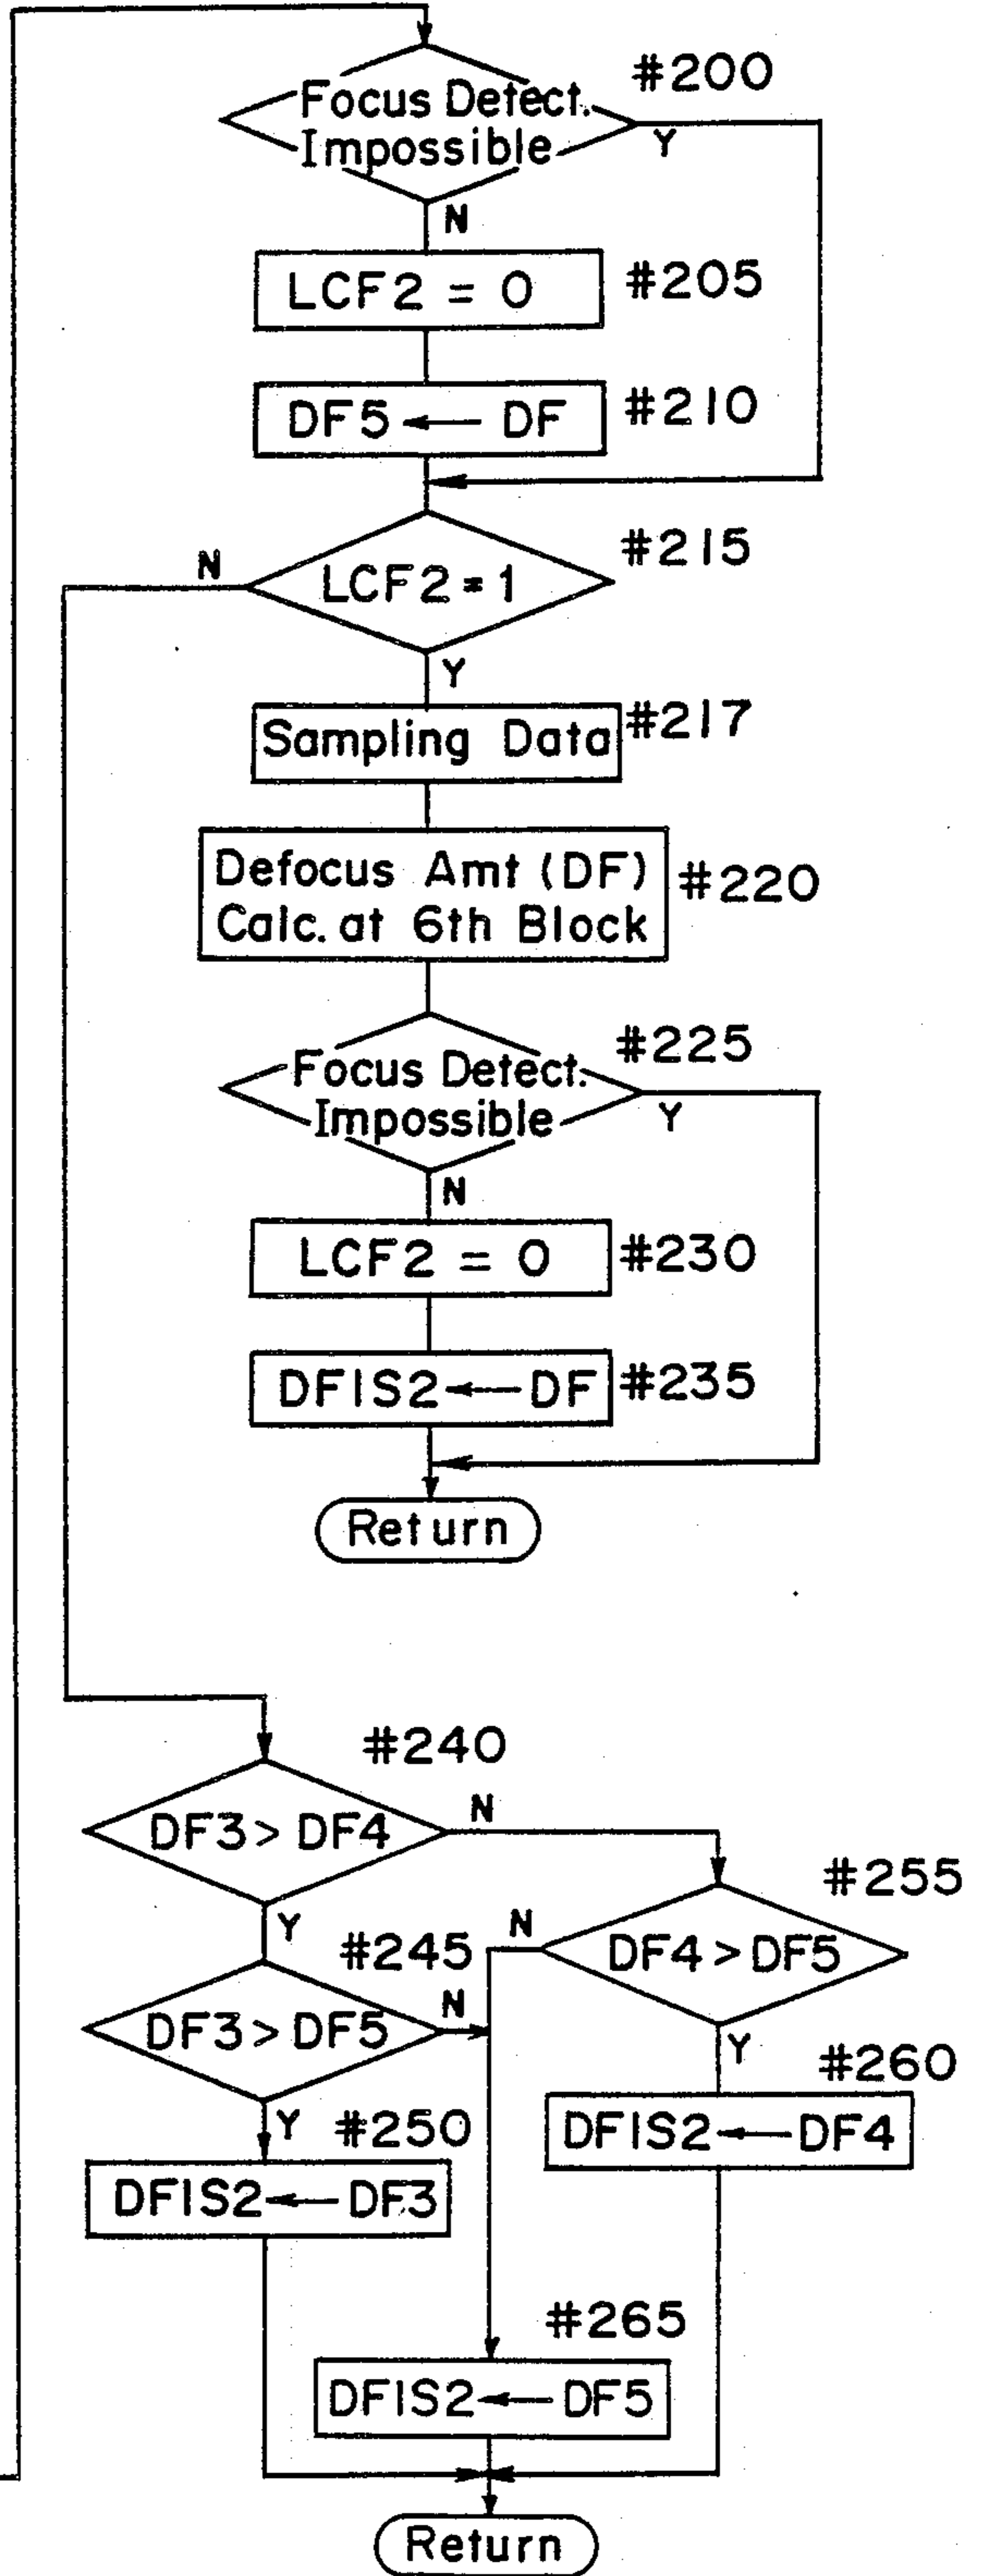 #200
Focus Detect.
Impossible
Y
N
LCF2 = 0
#205
DF5 ← DF
#210
#215
N
LCF2 = 1
Y
Sampling Data
#217
Defocus Amt (DF)
Calc. at 6th Block
#220
#225
Focus Detect.
Impossible
Y
N
LCF2 = 0
#230
DFIS2 ← DF
#235
Return
#240
DF3 > DF4
N
#255
Y
#245
N
DF4 > DF5
DF3 > DF5
N
Y
#260
Y
#250
DFIS2 ← DF4
DFIS2 ← DF3
#265
DFIS2 ← DF5
Return